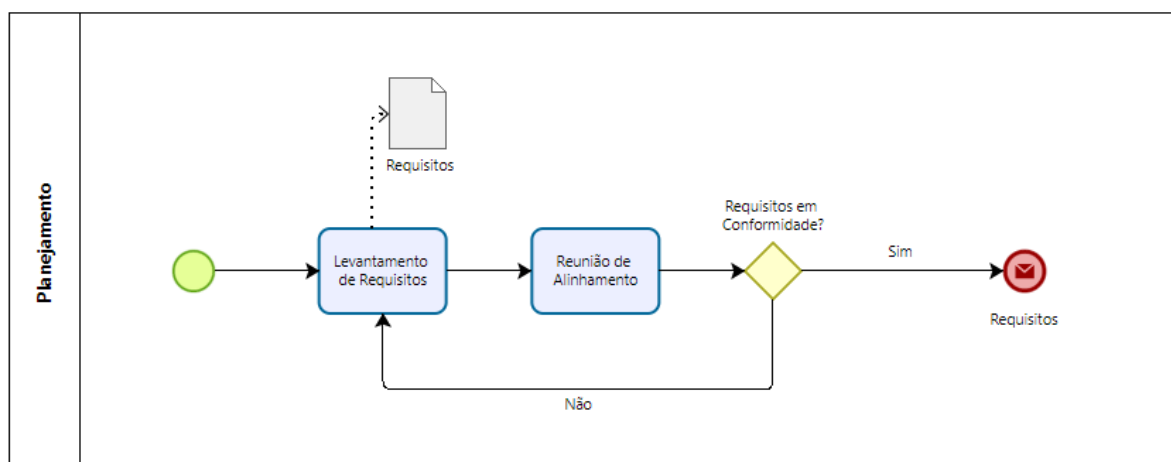 Planejamento
Requisitos
Levantamento
de Requisitos
Reunião de
Alinhamento
Requisitos em
Conformidade?
Sim
Requisitos
Não